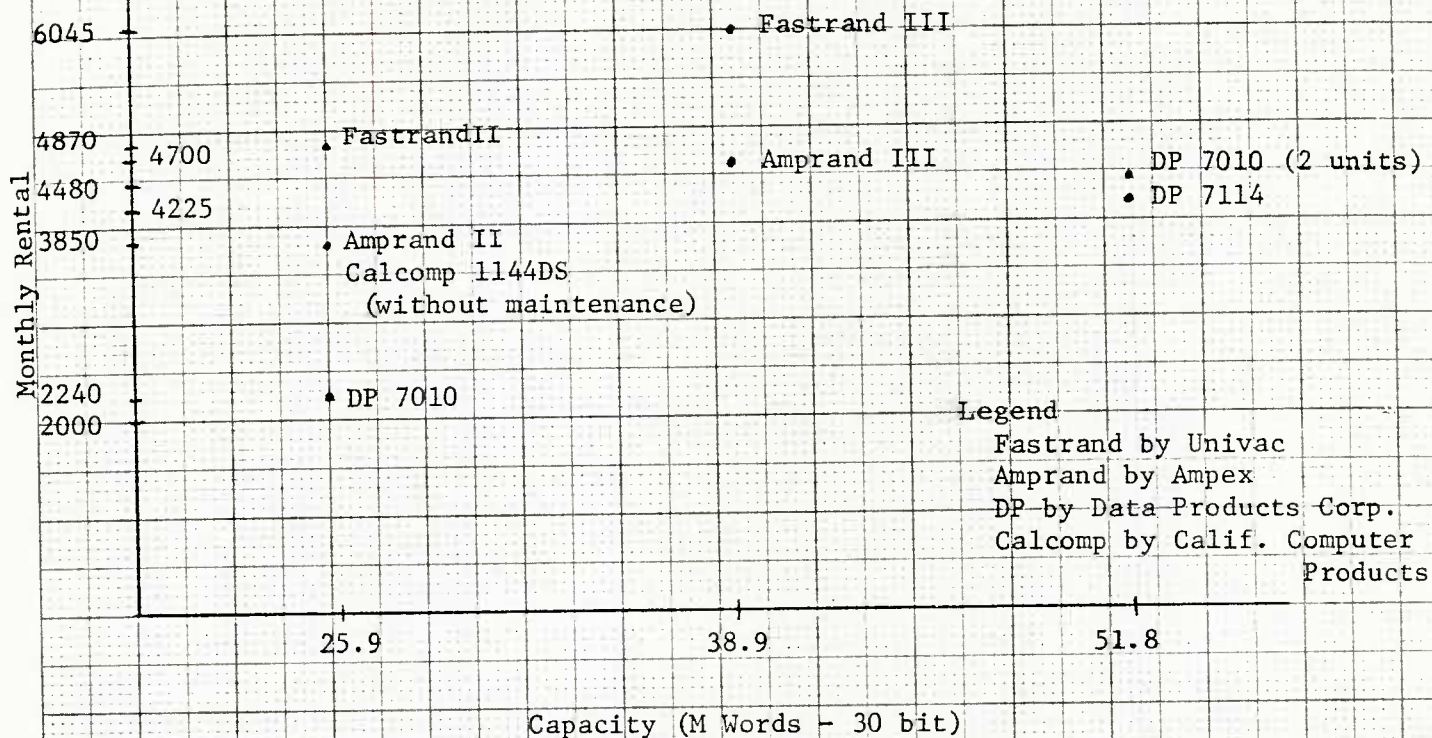 6045
Fastrand III
4870
4700
FastrandII
Amprand III
DP 7010 (2 units)
4480
DP 7114
4225
3850
Amprand II
Calcomp 1144DS
(without maintenance)
Monthly Rental
2240
DP 7010
2000
Legend
Fastrand by Univac
Amprand by Ampex
DP by Data Products Corp.
Calcomp by Calif. Computer
Products
25.9
38.9
51.8
Capacity (M Words - 30 bit)